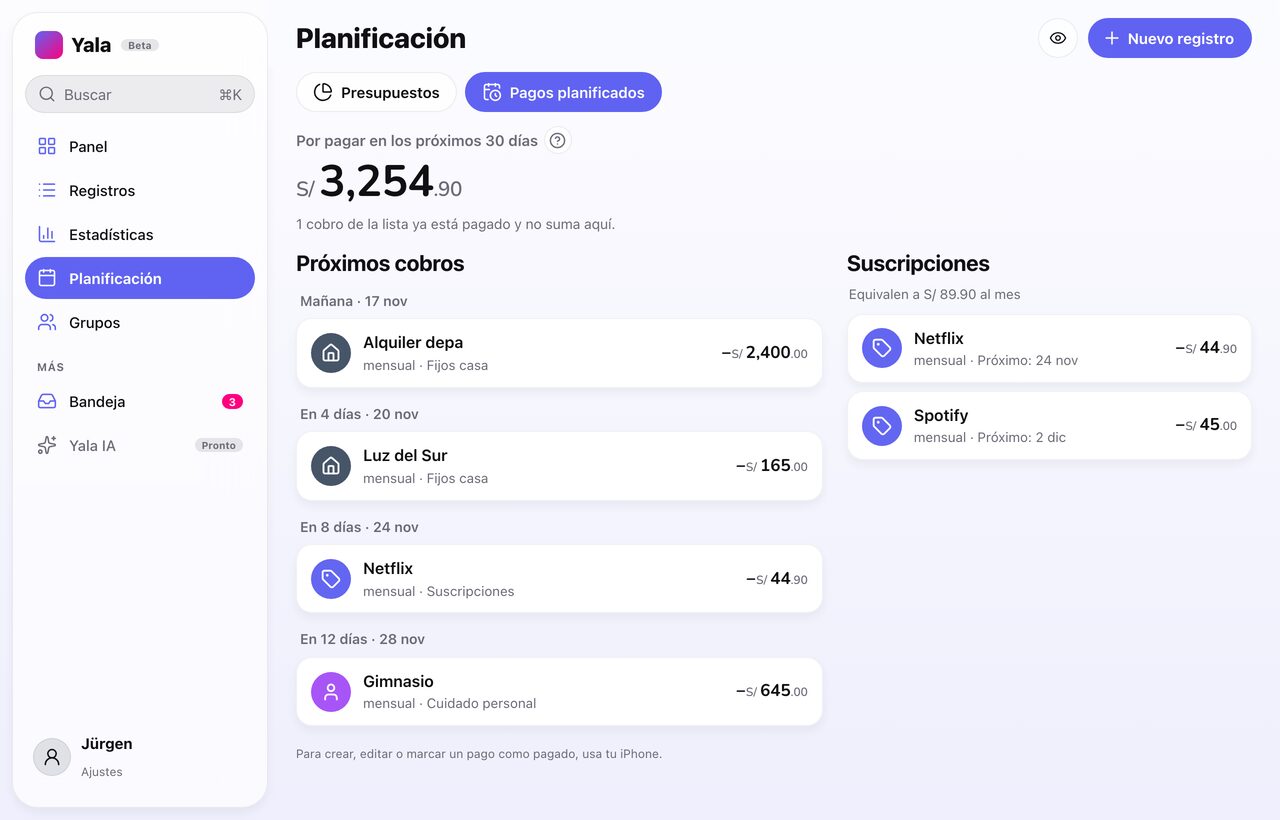 Yala Beta
Buscar ⌘K
Panel
Registros
Estadísticas
Planificación
Grupos
MÁS
Bandeja 3
Yala IA Pronto
Jürgen
Ajustes
Planificación
Nuevo registro
Presupuestos
Pagos planificados
Por pagar en los próximos 30 días ?
S/ 3,254.90
1 cobro de la lista ya está pagado y no suma aquí.
Próximos cobros
Mañana · 17 nov
Alquiler depa
mensual · Fijos casa
–S/ 2,400.00
En 4 días · 20 nov
Luz del Sur
mensual · Fijos casa
–S/ 165.00
En 8 días · 24 nov
Netflix
mensual · Suscripciones
–S/ 44.90
En 12 días · 28 nov
Gimnasio
mensual · Cuidado personal
–S/ 645.00
Para crear, editar o marcar un pago como pagado, usa tu iPhone.
Suscripciones
Equivalen a S/ 89.90 al mes
Netflix
mensual · Próximo: 24 nov
–S/ 44.90
Spotify
mensual · Próximo: 2 dic
–S/ 45.00